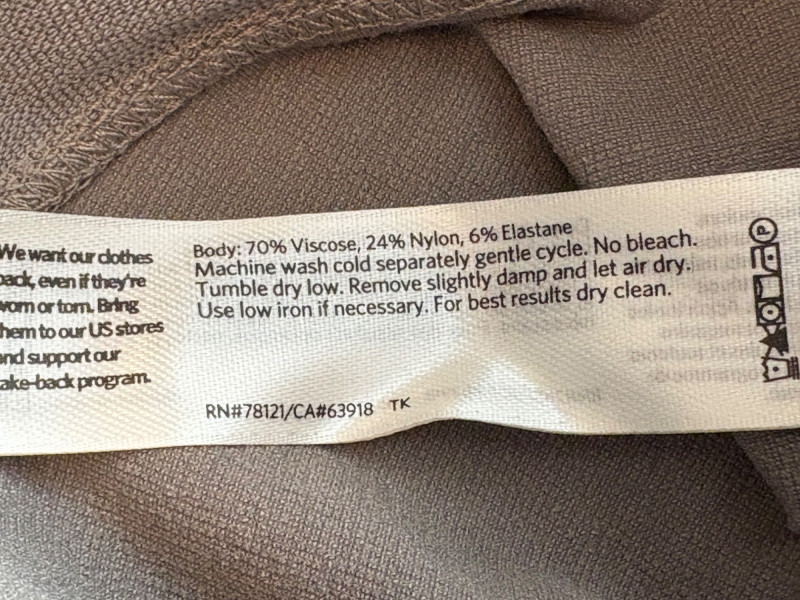 We want our clothes
back, even if they're
worn or torn. Bring
them to our US stores
and support our
take-back program.
Body: 70% Viscose, 24% Nylon, 6% Elastane
Machine wash cold separately gentle cycle. No bleach.
Tumble dry low. Remove slightly damp and let air dry.
Use low iron if necessary. For best results dry clean.
RN#78121/CA#63918 TK
P